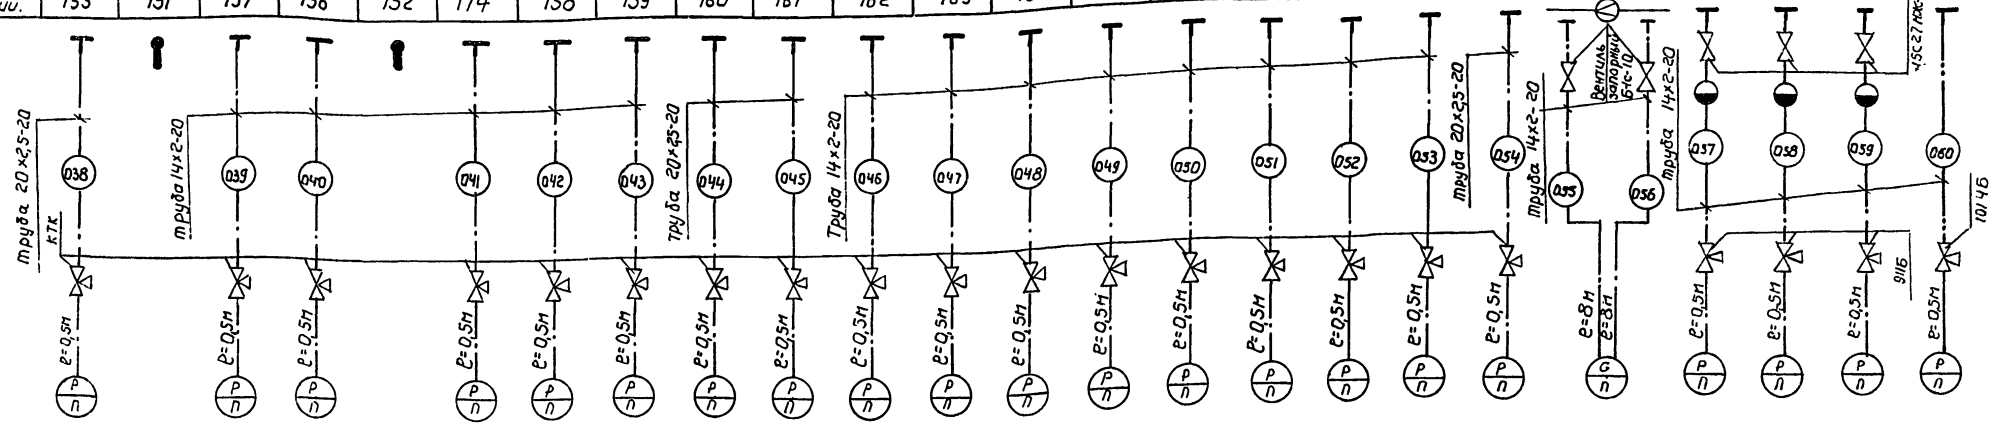 153 151 157 156 152 174 158 159 160 161 162 163
труба 20×2,5-20
КТК
труба 14×2-20
труба 20×2,5-20
Труба 14×2-20
труба 20×2,5-20
труба 14×2-20
Вентиль
запорный
труба 14×2-20
038 039 040 041 042 043 044 045 046 047 048 049 050 051 052 053 054 055 056 057 058 059 060
1014Б
911Б
ℓ=0,5м ℓ=0,5м ℓ=0,5м ℓ=0,5м ℓ=0,5м ℓ=0,5м ℓ=0,5м ℓ=0,5м ℓ=0,5м ℓ=0,5м ℓ=0,5м ℓ=0,5м ℓ=0,5м ℓ=0,5м ℓ=0,5м ℓ=0,5м ℓ=0,5м ℓ=8м ℓ=8м ℓ=0,5м ℓ=0,5м ℓ=0,5м ℓ=0,5м
Р Р Р Р Р Р Р Р Р Р Р Р Р Р Р Р Р G Р Р Р Р
П П П П П П П П П П П П П П П П П П П П П П